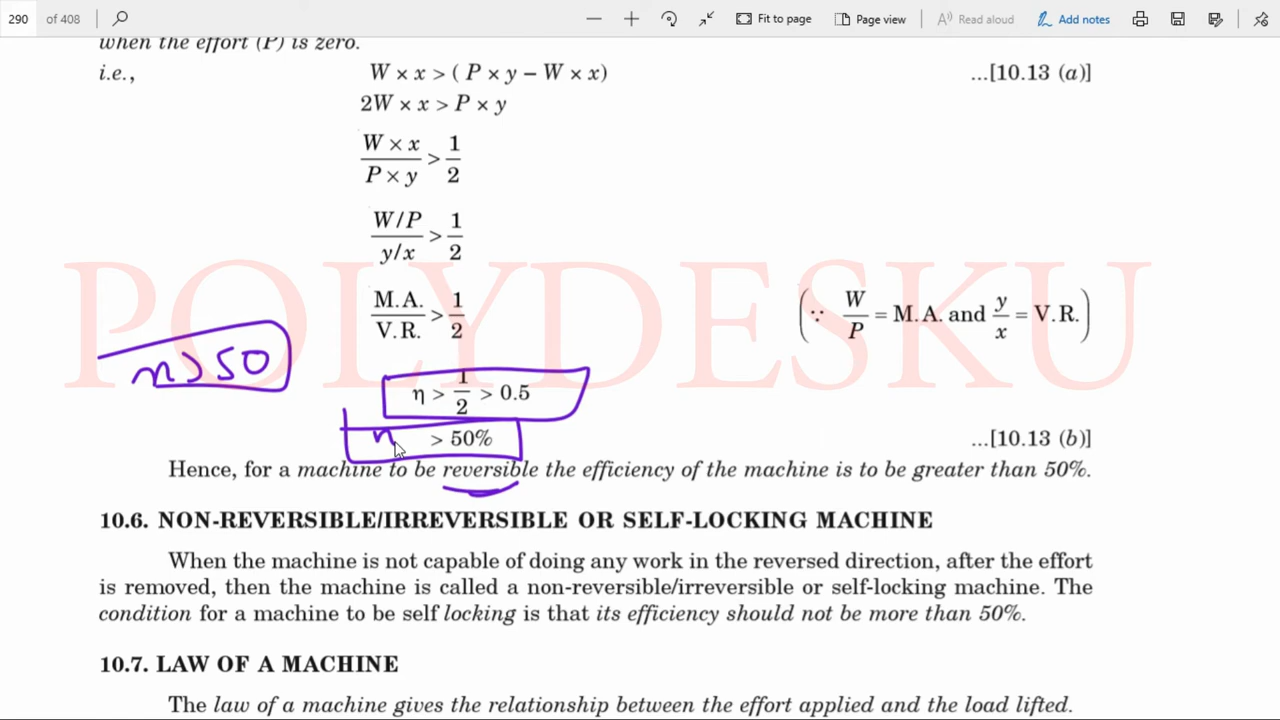 290 of 408 Fit to page Page view Read aloud Add notes
when the effort (P) is zero.
i.e., W × x > ( P × y – W × x) ...[10.13 (a)]
2W × x > P × y
W × x / P × y > 1/2
W/P / y/x > 1/2
M.A. / V.R. > 1/2 (∵ W/P = M.A. and y/x = V.R.)
POLYDESKU
n>50
η > 1/2 > 0.5
n > 50% ...[10.13 (b)]
Hence, for a machine to be reversible the efficiency of the machine is to be greater than 50%.
10.6. NON-REVERSIBLE/IRREVERSIBLE OR SELF-LOCKING MACHINE
When the machine is not capable of doing any work in the reversed direction, after the effort
is removed, then the machine is called a non-reversible/irreversible or self-locking machine. The
condition for a machine to be self locking is that its efficiency should not be more than 50%.
10.7. LAW OF A MACHINE
The law of a machine gives the relationship between the effort applied and the load lifted.